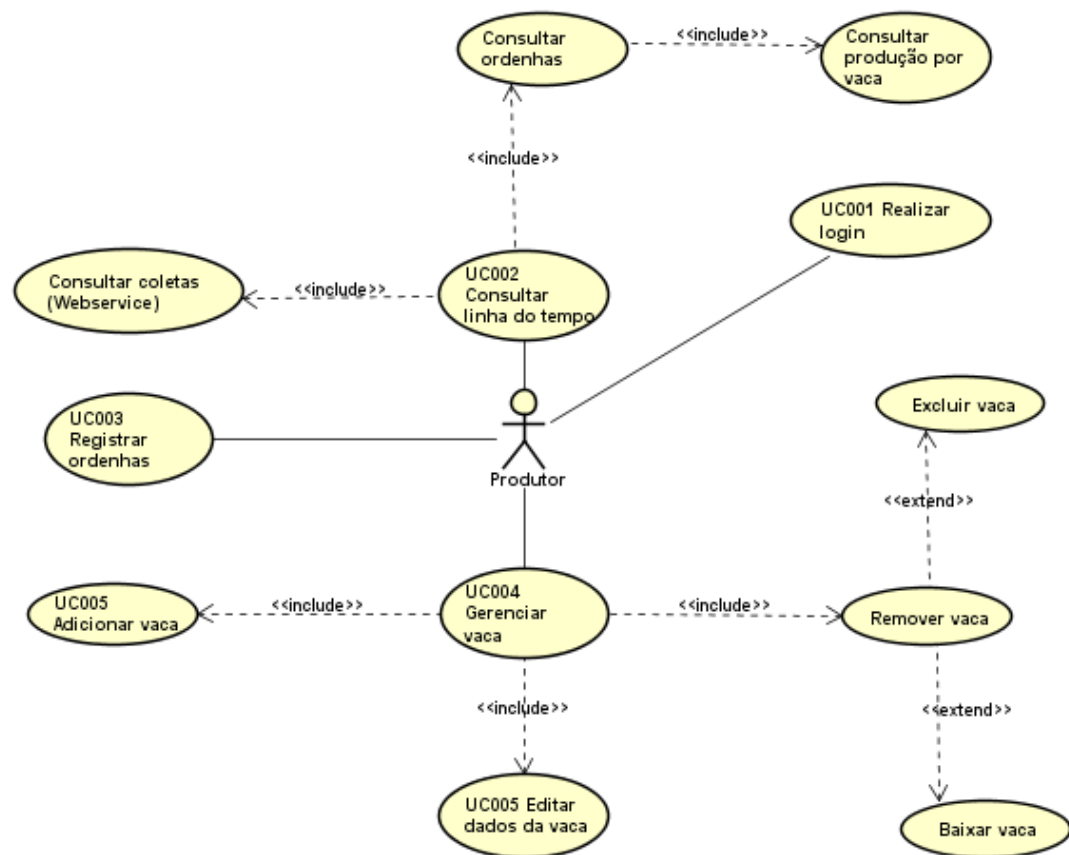 Consultar
ordenhas
<<include>>
Consultar
produção por
vaca
<<include>>
UC001 Realizar
login
Consultar coletas
(Webservice)
<<include>>
UC002
Consultar
linha do tempo
UC003
Registrar
ordenhas
Produtor
Excluir vaca
<<extend>>
UC005
Adicionar vaca
<<include>>
UC004
Gerenciar
vaca
<<include>>
Remover vaca
<<include>>
<<extend>>
UC005 Editar
dados da vaca
Baixar vaca